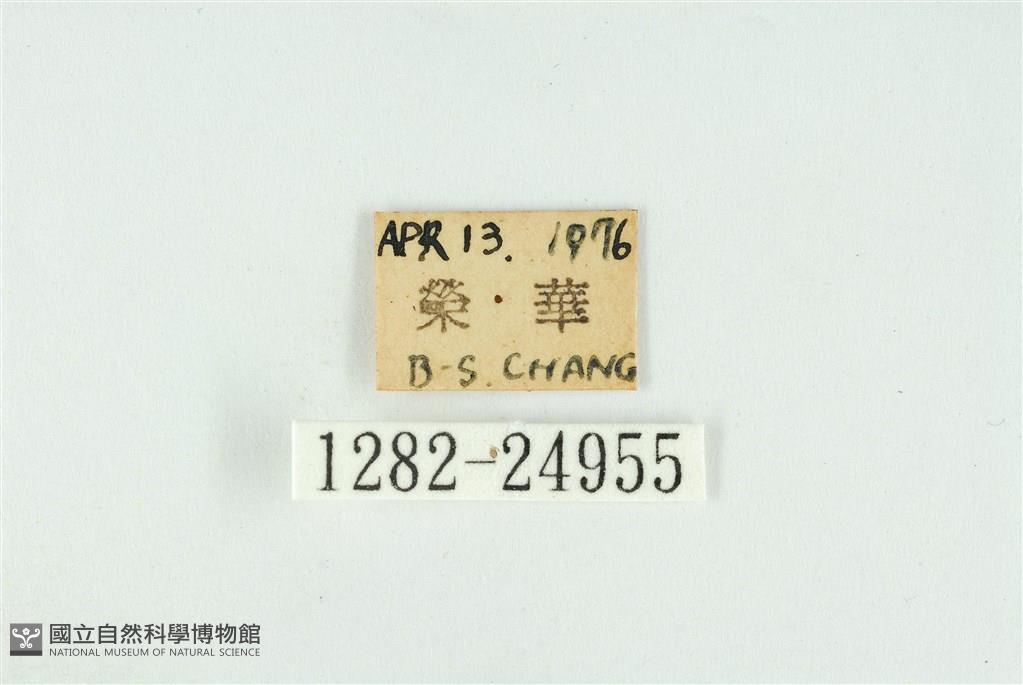 APR 13. 1976
榮·華
B-S. CHANG
1282-24955
國立自然科學博物館
NATIONAL MUSEUM OF NATURAL SCIENCE